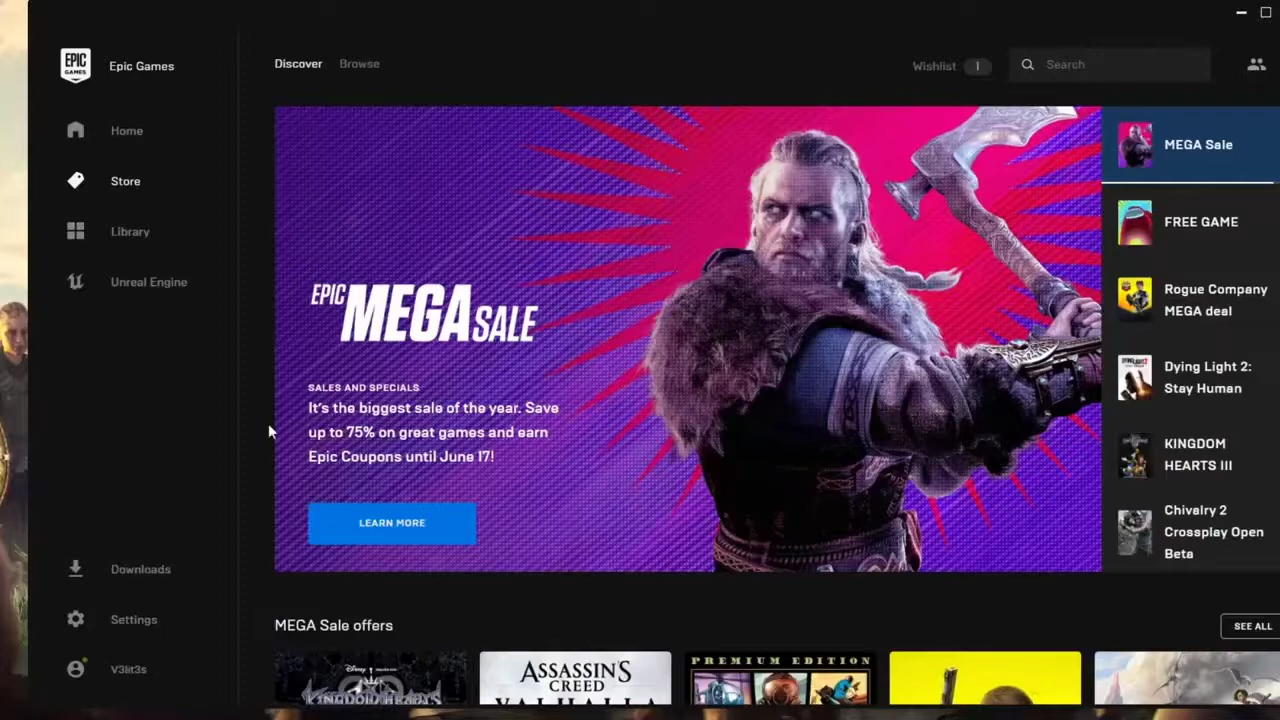 EPIC
GAMES
Epic Games
Home
Store
Library
Unreal Engine
Downloads
Settings
V3lit3s
Discover
Browse
Wishlist
1
Search
EPIC
MEGA SALE
SALES AND SPECIALS
It's the biggest sale of the year. Save
up to 75% on great games and earn
Epic Coupons until June 17!
LEARN MORE
MEGA Sale
FREE GAME
Rogue Company
MEGA deal
Dying Light 2:
Stay Human
KINGDOM
HEARTS III
Chivalry 2
Crossplay Open
Beta
MEGA Sale offers
SEE ALL
Disney
KINGDOM HEARTS
ASSASSIN'S
CREED
VALHALLA
PREMIUM EDITION